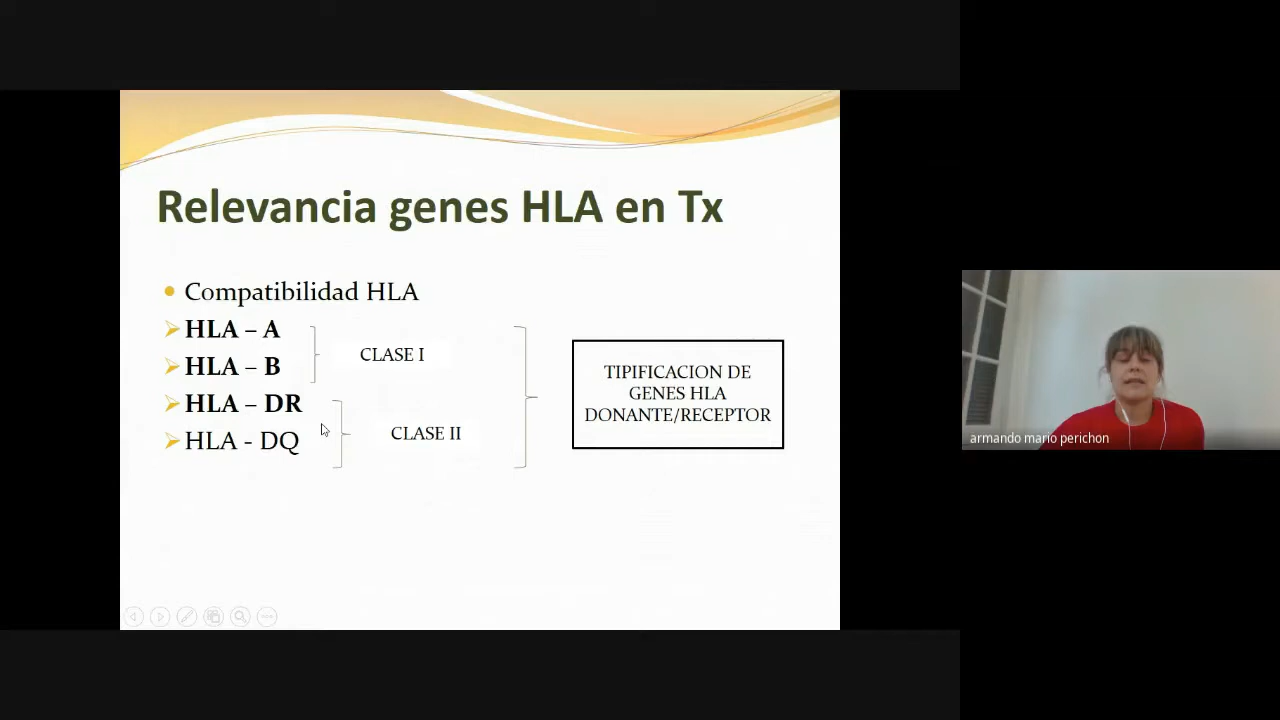 Relevancia genes HLA en Tx
Compatibilidad HLA
HLA – A
HLA – B
HLA – DR
HLA - DQ
CLASE I
CLASE II
TIPIFICACION DE
GENES HLA
DONANTE/RECEPTOR
armando mario perichon